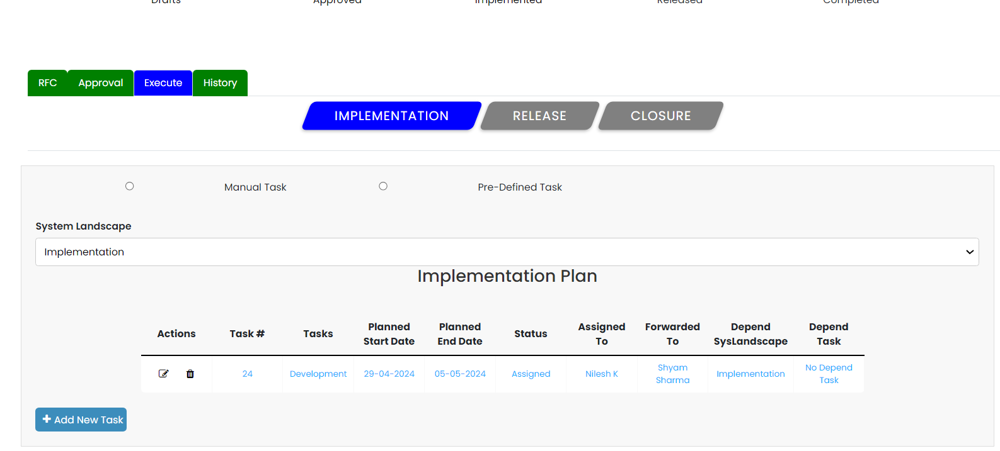 Drafts Approved Implemented Released Completed
RFC Approval Execute History
IMPLEMENTATION RELEASE CLOSURE
Manual Task Pre-Defined Task
System Landscape
Implementation
Implementation Plan
Actions Task # Tasks Planned Start Date Planned End Date Status Assigned To Forwarded To Depend SysLandscape Depend Task
24 Development 29-04-2024 05-05-2024 Assigned Nilesh K Shyam Sharma Implementation No Depend Task
Add New Task